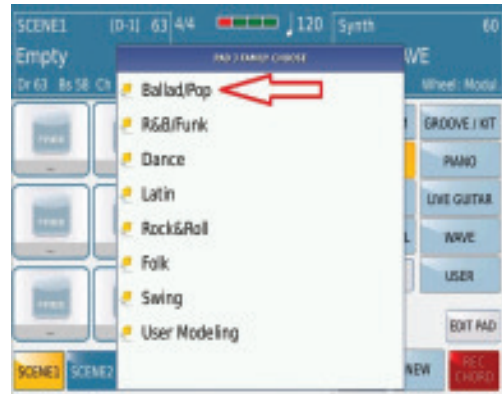 SCENE1 [D-1] 63 4/4 120 Synth 60
Empty
Dr 63 Bs 58 Ch
Wheel: Modul
PAD 3 FAMILY CHOOSE
Ballad/Pop
R&B/Funk
Dance
Latin
Rock&Roll
Folk
Swing
User Modeling
GROOVE / KIT
PIANO
LIVE GUITAR
WAVE
USER
EDIT PAD
SCENE1 SCENE2
REC
CHORD